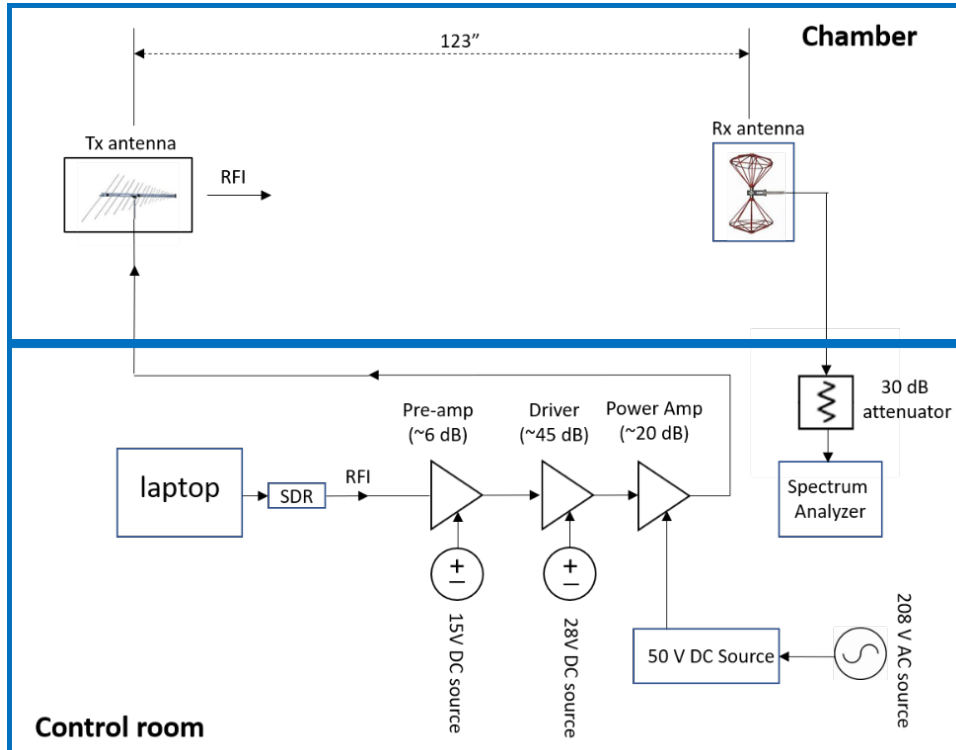 123”
Chamber
Tx antenna
Rx antenna
RFI
30 dB
attenuator
Pre-amp
(~6 dB)
Driver
(~45 dB)
Power Amp
(~20 dB)
laptop
SDR
RFI
Spectrum
Analyzer
15V DC source
28V DC source
50 V DC Source
208 V AC source
Control room